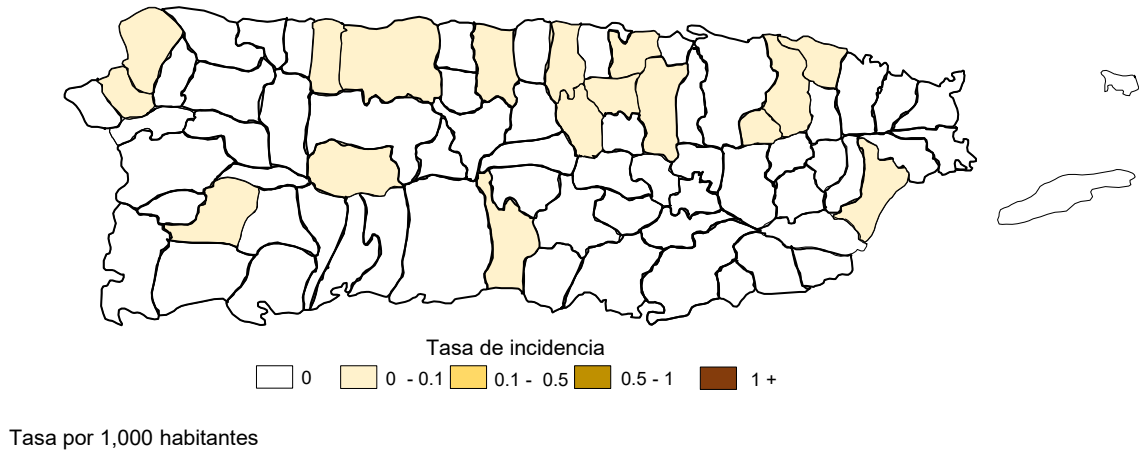 Tasa de incidencia
0 0 - 0.1 0.1 - 0.5 0.5 - 1 1 +
Tasa por 1,000 habitantes